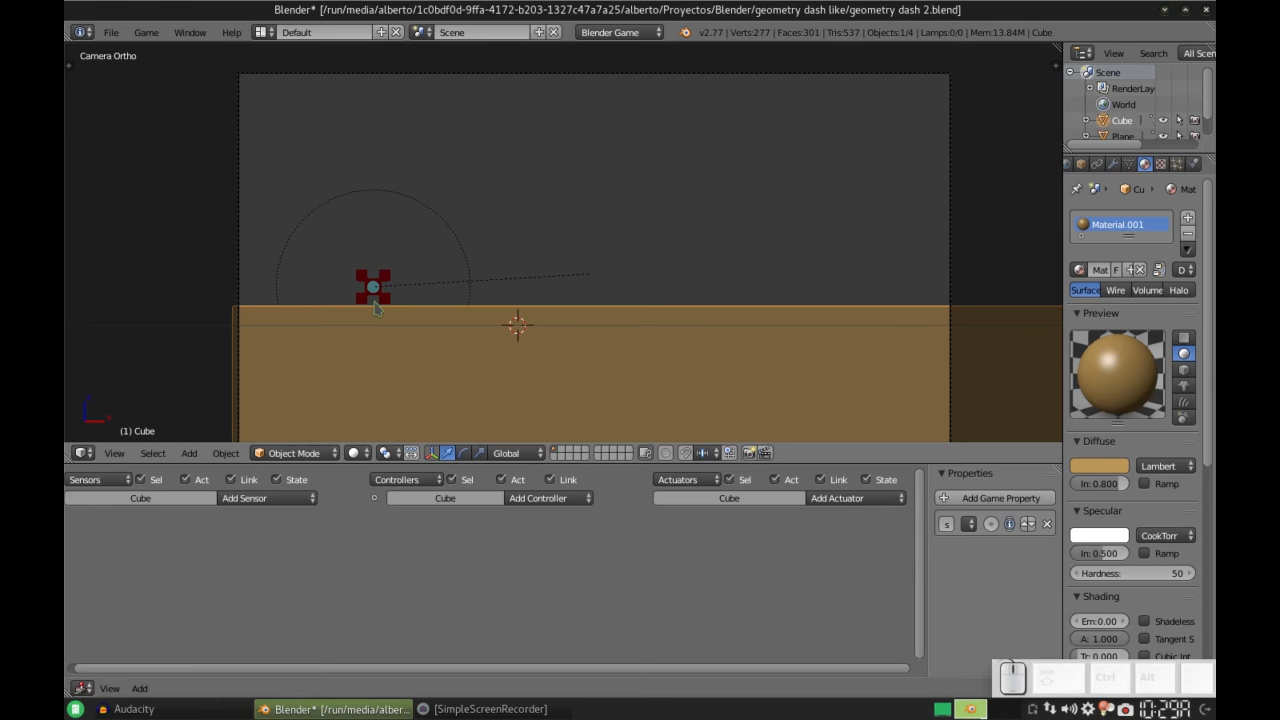 Blender* [/run/media/alberto/1c0bdf0d-9ffa-4172-b203-1327c47a7a25/alberto/Proyectos/Blender/geometry dash like/geometry dash 2.blend]
File Game Window Help Default Scene Blender Game v2.77 | Verts:277 | Faces:301 | Tris:537 | Objects:1/4 | Lamps:0/0 | Mem:13.84M | Cube
View Search All Scen
Camera Ortho
Scene
RenderLay
World
Cube
Plane
Cu Mat
Material.001
Mat F D
Surface Wire Volume Halo
Preview
(1) Cube
View Select Add Object Object Mode Global
Diffuse
Lambert
In: 0.800 Ramp
Specular
CookTorr
In: 0.500 Ramp
Hardness: 50
Shading
Em:0.00 Shadeless
A: 1.000 Tangent S
Tr: 0.000 Cubic Int
Sensors Sel Act Link State Controllers Sel Act Link Actuators Sel Act Link State
Cube Add Sensor Cube Add Controller Cube Add Actuator
Properties
Add Game Property
s
View Add
Ctrl Alt
Audacity Blender* [/run/media/alber... [SimpleScreenRecorder] 10:29A